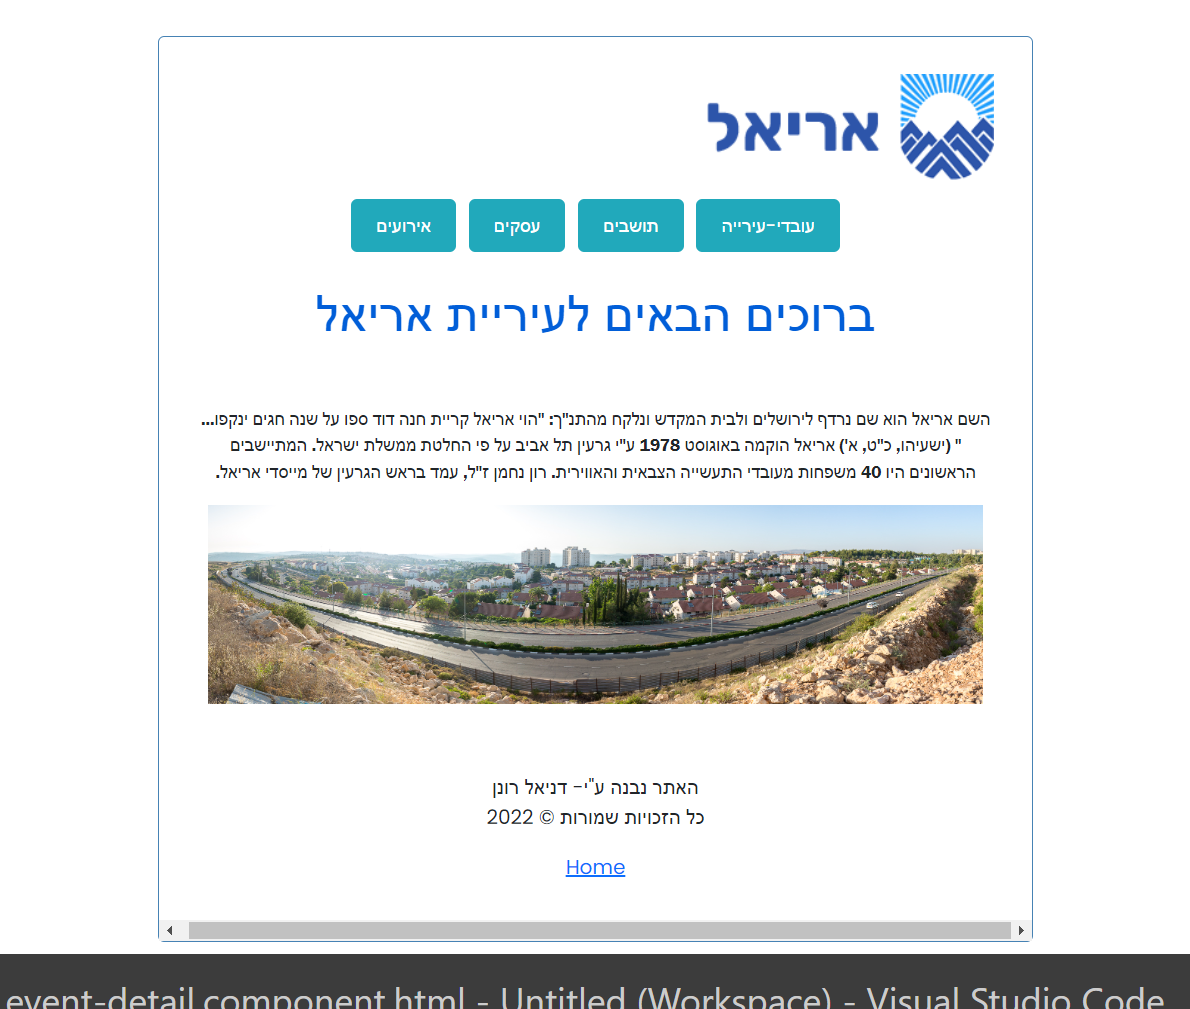 אריאל
עובדי-עירייה
תושבים
עסקים
אירועים
ברוכים הבאים לעיריית אריאל
השם אריאל הוא שם נרדף לירושלים ולבית המקדש ונלקח מהתנ"ך: "הוי אריאל קריית חנה דוד ספו על שנה חגים ינקפו...
" (ישעיהו, כ"ט, א') אריאל הוקמה באוגוסט 1978 ע"י גרעין תל אביב על פי החלטת ממשלת ישראל. המתיישבים
הראשונים היו 40 משפחות מעובדי התעשייה הצבאית והאווירית. רון נחמן ז"ל, עמד בראש הגרעין של מייסדי אריאל.
האתר נבנה ע"י- דניאל רונן
כל הזכויות שמורות © 2022
Home
event-detail.component.html - Untitled (Workspace) - Visual Studio Code